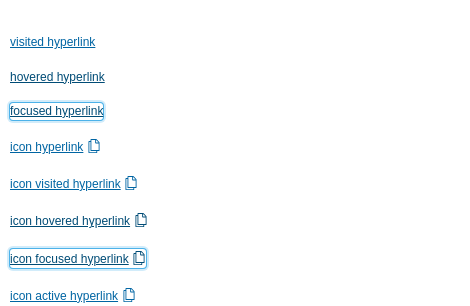 visited hyperlink
hovered hyperlink
focused hyperlink
icon hyperlink
icon visited hyperlink
icon hovered hyperlink
icon focused hyperlink
icon active hyperlink